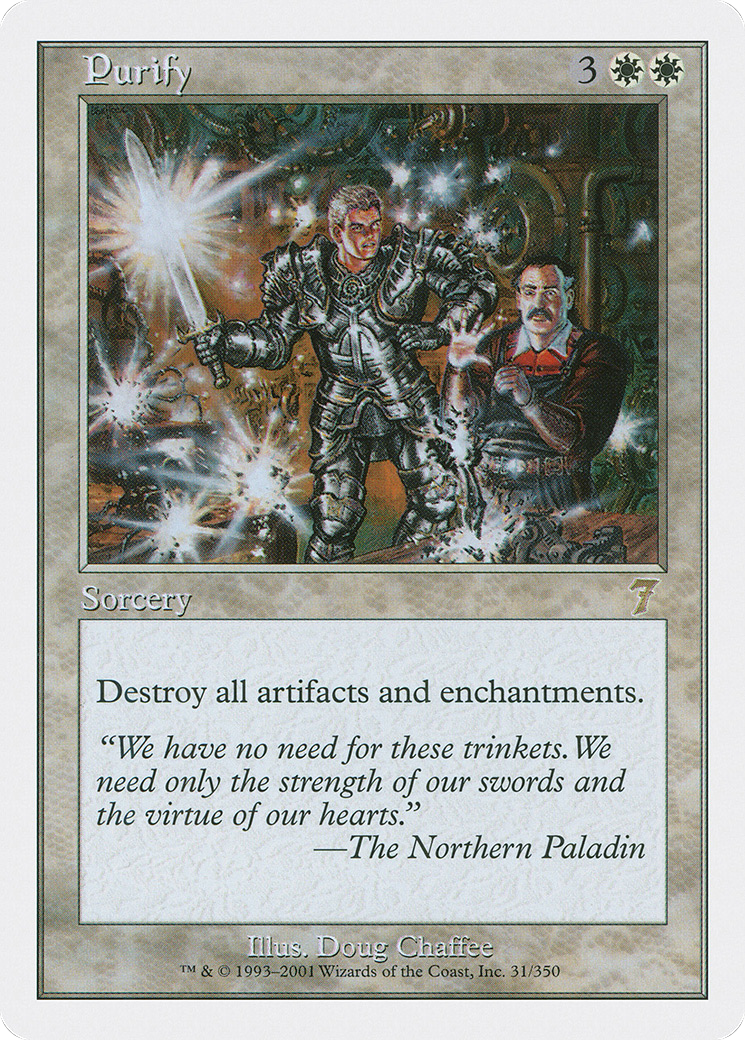 Purify 3
Sorcery 7
Destroy all artifacts and enchantments.
“We have no need for these trinkets. We
need only the strength of our swords and
the virtue of our hearts.”
—The Northern Paladin
Illus. Doug Chaffee
™ & © 1993–2001 Wizards of the Coast, Inc. 31/350